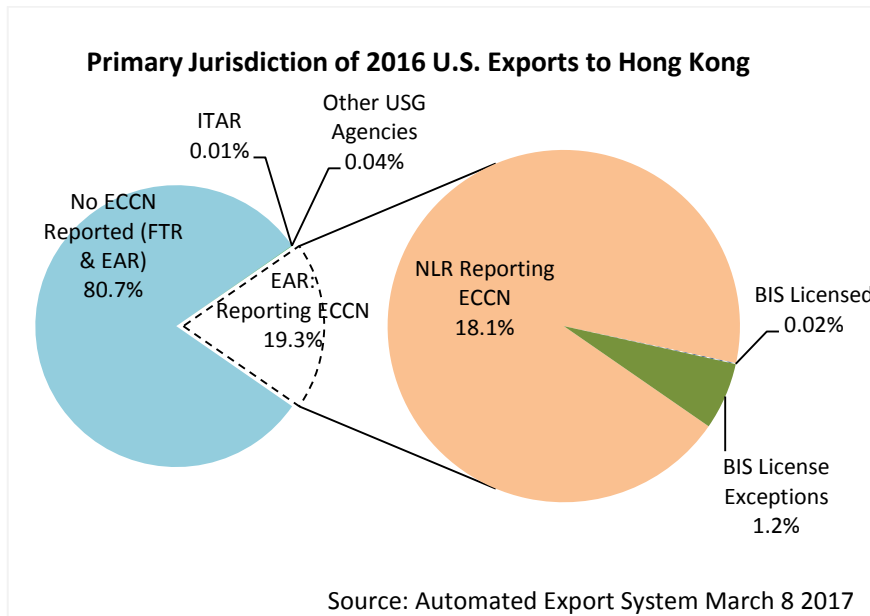 Primary Jurisdiction of 2016 U.S. Exports to Hong Kong
ITAR
0.01%
Other USG
Agencies
0.04%
No ECCN
Reported (FTR
& EAR)
80.7%
EAR:
Reporting ECCN
19.3%
NLR Reporting
ECCN
18.1%
BIS Licensed
0.02%
BIS License
Exceptions
1.2%
Source: Automated Export System March 8 2017